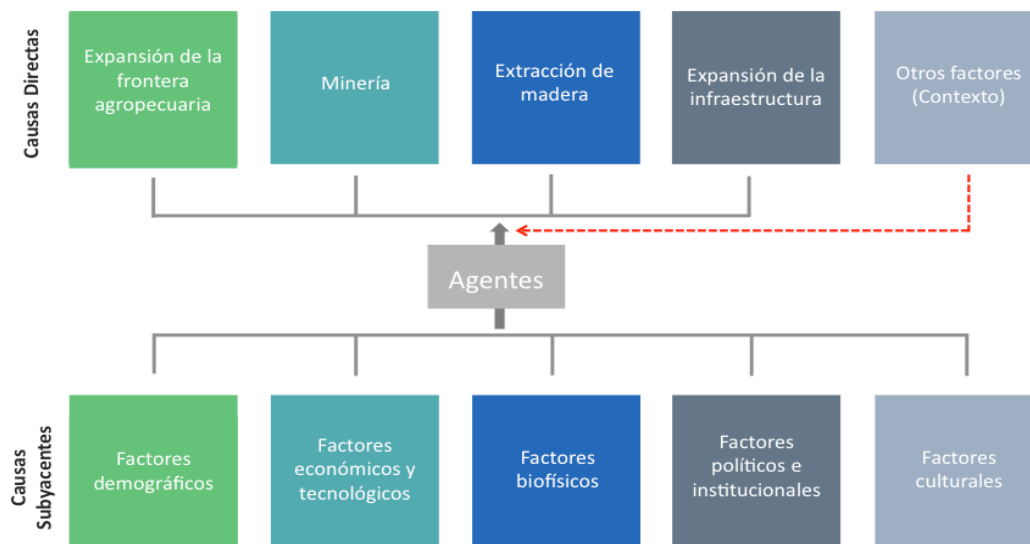 Causas Directas
Expansión de la
frontera
agropecuaria
Minería
Extracción de
madera
Expansión de la
infraestructura
Otros factores
(Contexto)
Agentes
Causas
Subyacentes
Factores
demográficos
Factores
económicos y
tecnológicos
Factores
biofísicos
Factores
políticos e
institucionales
Factores
culturales